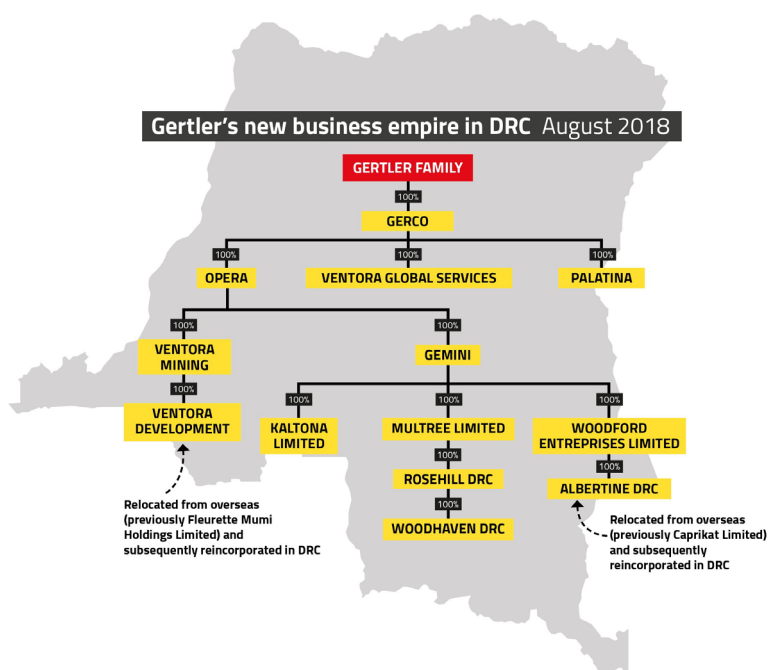 Gertler's new business empire in DRC August 2018
GERTLER FAMILY
100%
GERCO
100% 100% 100%
OPERA VENTORA GLOBAL SERVICES PALATINA
100% 100%
VENTORA
MINING
GEMINI
100% 100% 100% 100%
VENTORA
DEVELOPMENT
KALTONA
LIMITED
MULTREE LIMITED
WOODFORD
ENTREPRISES LIMITED
100% 100%
ROSEHILL DRC
ALBERTINE DRC
100%
WOODHAVEN DRC
Relocated from overseas
(previously Fleurette Mumi
Holdings Limited) and
subsequently reincorporated in DRC
Relocated from overseas
(previously Caprikat Limited)
and subsequently
reincorporated in DRC